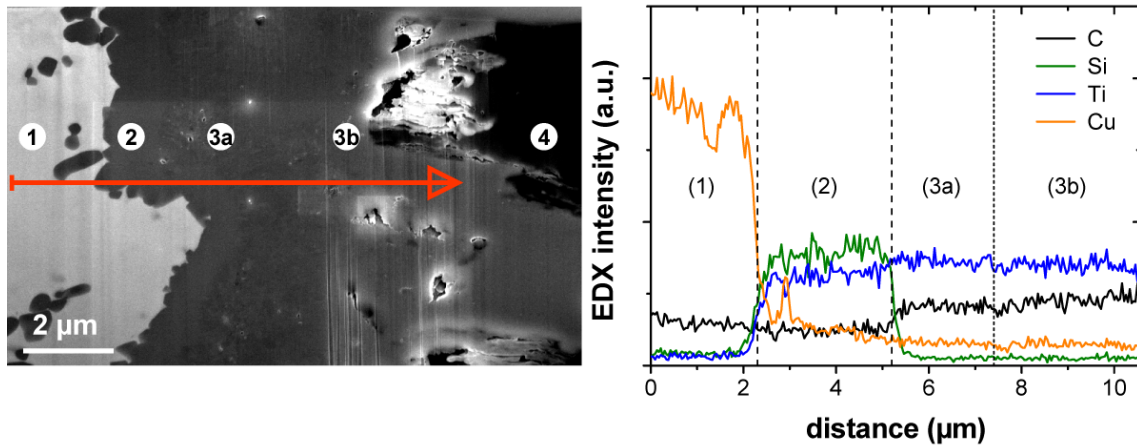 1
2
3a
3b
4
2 µm
EDX intensity (a.u.)
C
Si
Ti
Cu
(1)
(2)
(3a)
(3b)
0
2
4
6
8
10
distance (µm)